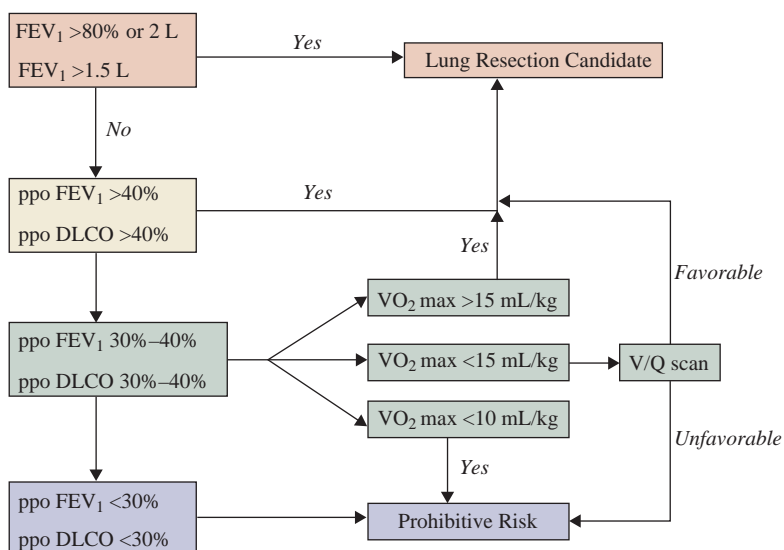 FEV₁ >80% or 2 L
FEV₁ >1.5 L
Yes
Lung Resection Candidate
No
ppo FEV₁ >40%
ppo DLCO >40%
Yes
Yes
Favorable
VO₂ max >15 mL/kg
ppo FEV₁ 30%–40%
ppo DLCO 30%–40%
VO₂ max <15 mL/kg
V/Q scan
VO₂ max <10 mL/kg
Yes
Unfavorable
ppo FEV₁ <30%
ppo DLCO <30%
Prohibitive Risk